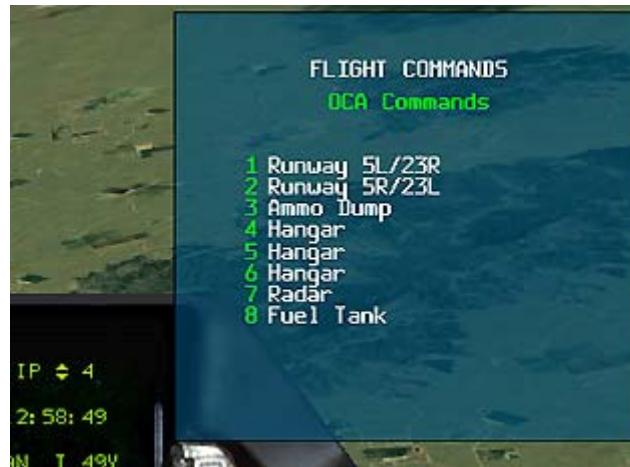 FLIGHT COMMANDS
OCA Commands
1 Runway 5L/23R
2 Runway 5R/23L
3 Ammo Dump
4 Hangar
5 Hangar
6 Hangar
7 Radar
8 Fuel Tank
IP 4
2:58:49
T 49Y